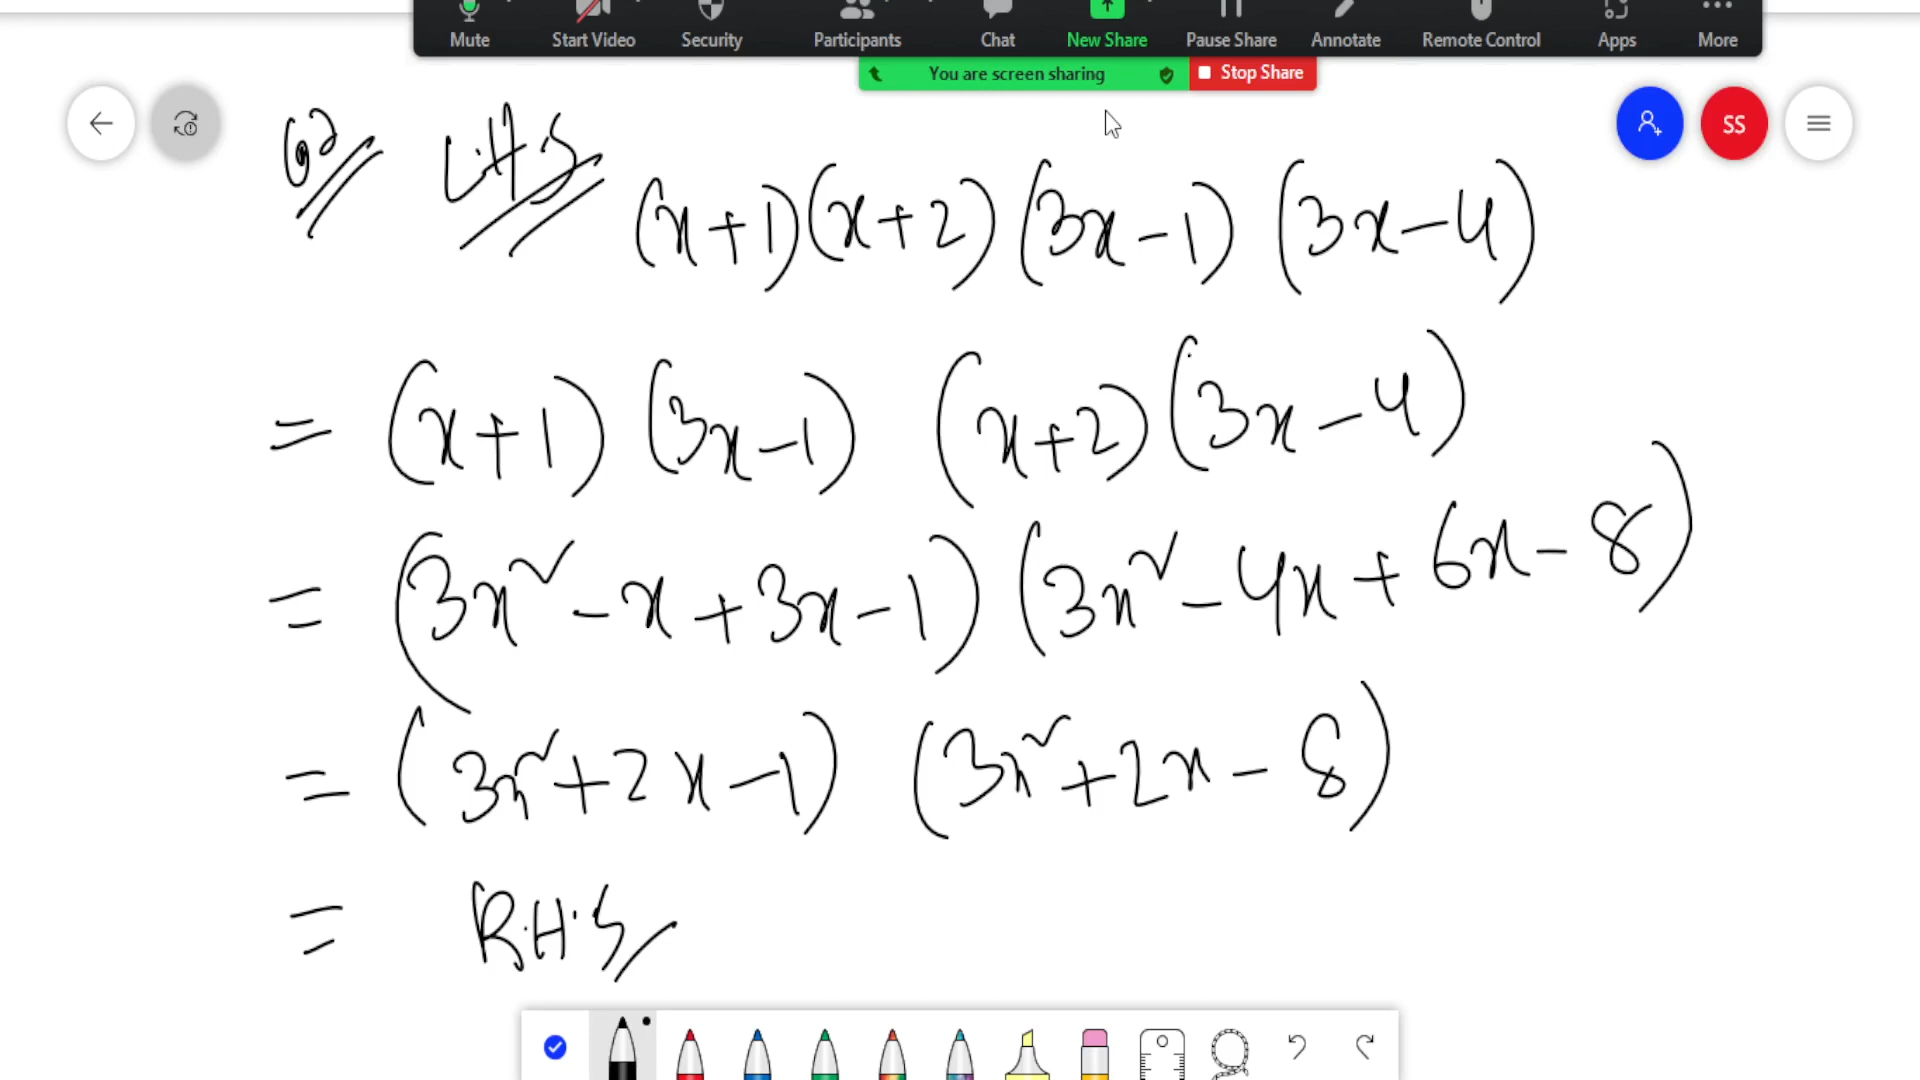 Mute Start Video Security Participants Chat New Share Pause Share Annotate Remote Control Apps More
You are screen sharing Stop Share
SS
Q2 L.H.S (x+1)(x+2)(3x-1)(3x-4)
= (x+1)(3x-1)(x+2)(3x-4)
= (3x²-x+3x-1)(3x²-4x+6x-8)
= (3x²+2x-1)(3x²+2x-8)
= R.H.S